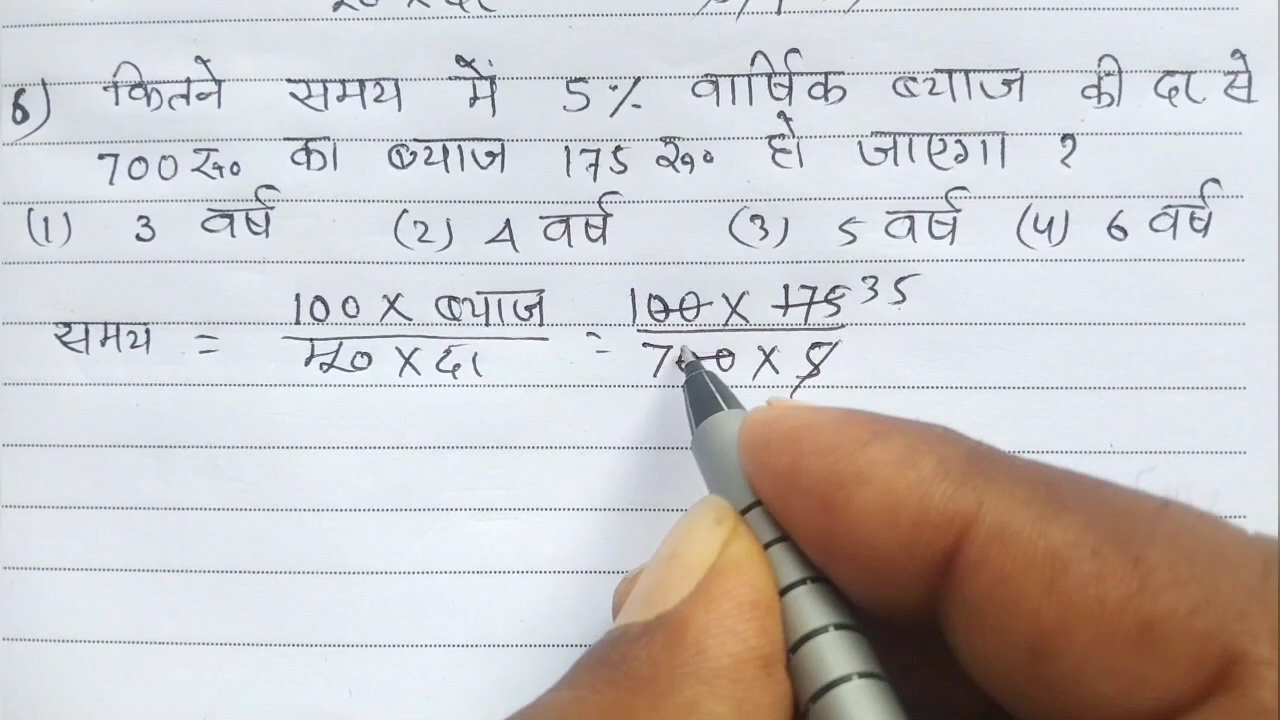 6) कितने समय में 5% वार्षिक ब्याज की दर से
700 रु० का ब्याज 175 रु० हो जाएगा ?
(1) 3 वर्ष (2) 4 वर्ष (3) 5 वर्ष (4) 6 वर्ष
समय = 100 X ब्याज / मू० X दर = 100 X 175 35 / 700 X 5